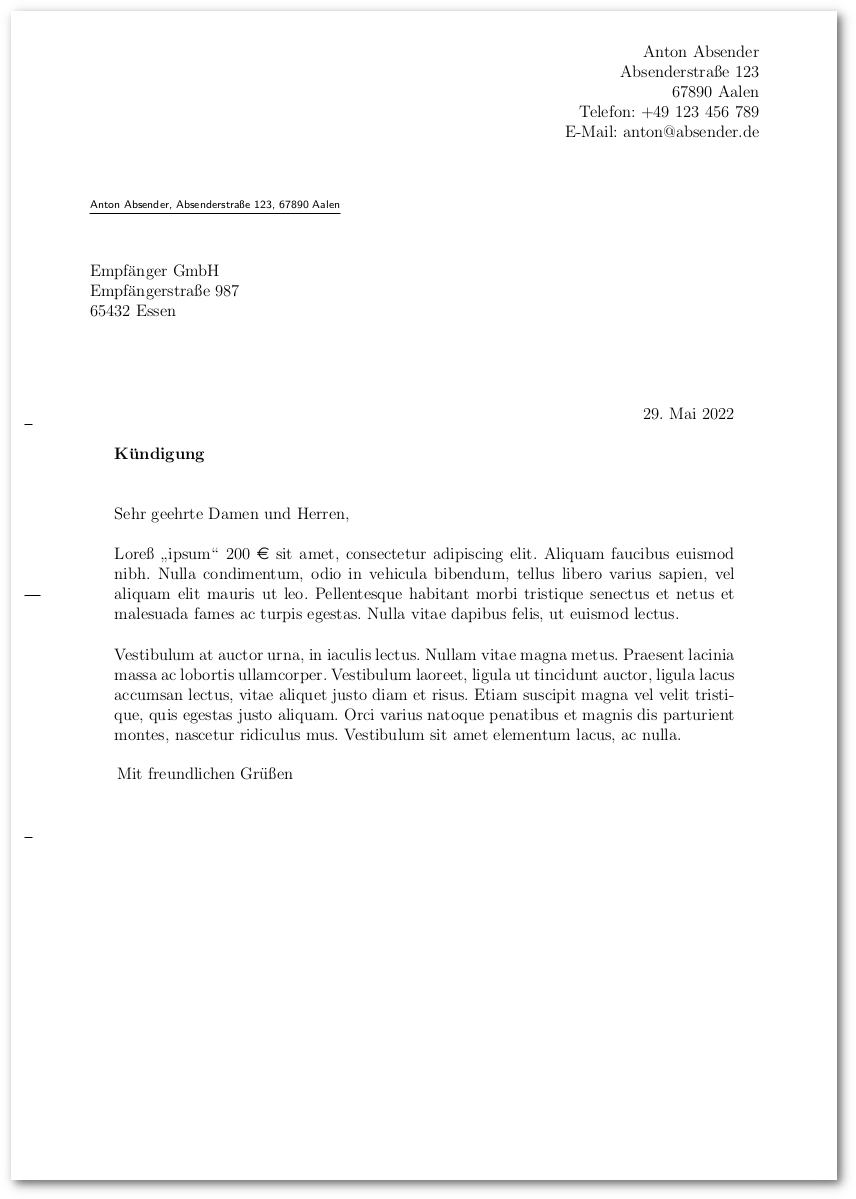 Anton Absender
Absenderstraße 123
67890 Aalen
Telefon: +49 123 456 789
E-Mail: anton@absender.de
Anton Absender, Absenderstraße 123, 67890 Aalen
Empfänger GmbH
Empfängerstraße 987
65432 Essen
29. Mai 2022
Kündigung
Sehr geehrte Damen und Herren,
Loreß „ipsum“ 200 € sit amet, consectetur adipiscing elit. Aliquam faucibus euismod
nibh. Nulla condimentum, odio in vehicula bibendum, tellus libero varius sapien, vel
aliquam elit mauris ut leo. Pellentesque habitant morbi tristique senectus et netus et
malesuada fames ac turpis egestas. Nulla vitae dapibus felis, ut euismod lectus.
Vestibulum at auctor urna, in iaculis lectus. Nullam vitae magna metus. Praesent lacinia
massa ac lobortis ullamcorper. Vestibulum laoreet, ligula ut tincidunt auctor, ligula lacus
accumsan lectus, vitae aliquet justo diam et risus. Etiam suscipit magna vel velit tristi-
que, quis egestas justo aliquam. Orci varius natoque penatibus et magnis dis parturient
montes, nascetur ridiculus mus. Vestibulum sit amet elementum lacus, ac nulla.
Mit freundlichen Grüßen